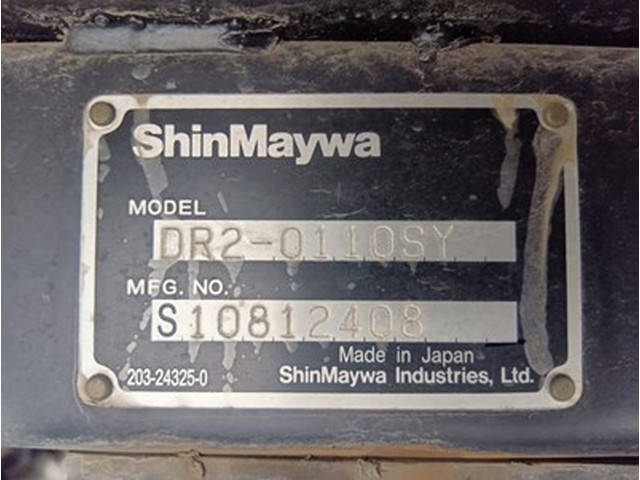 ShinMaywa
MODEL
DR2-0110SY
MFG. NO.
S10812408
Made in Japan
203-24325-0
ShinMaywa Industries, Ltd.